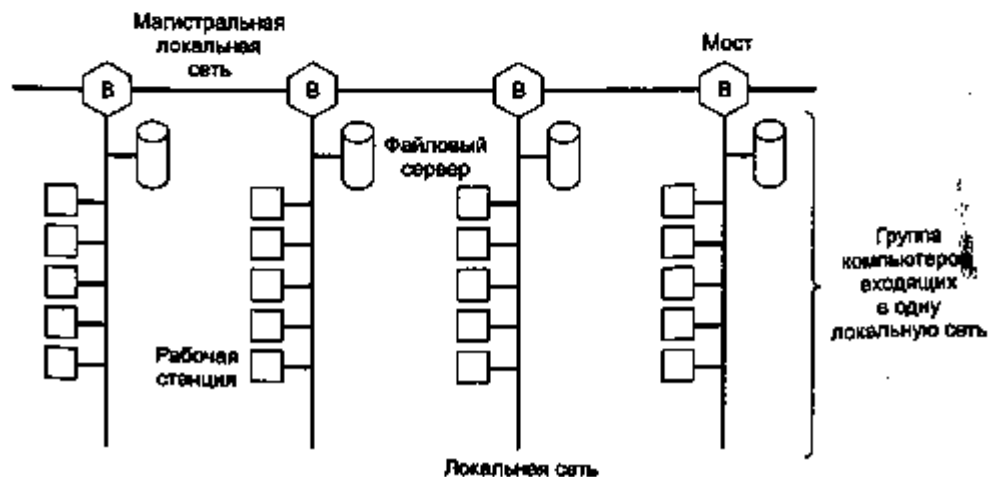 Магистральная
локальная
сеть
Мост
B
B
B
B
Файловый
сервер
Рабочая
станция
Группа
компьютеров
входящих
в одну
локальную сеть
Локальная сеть